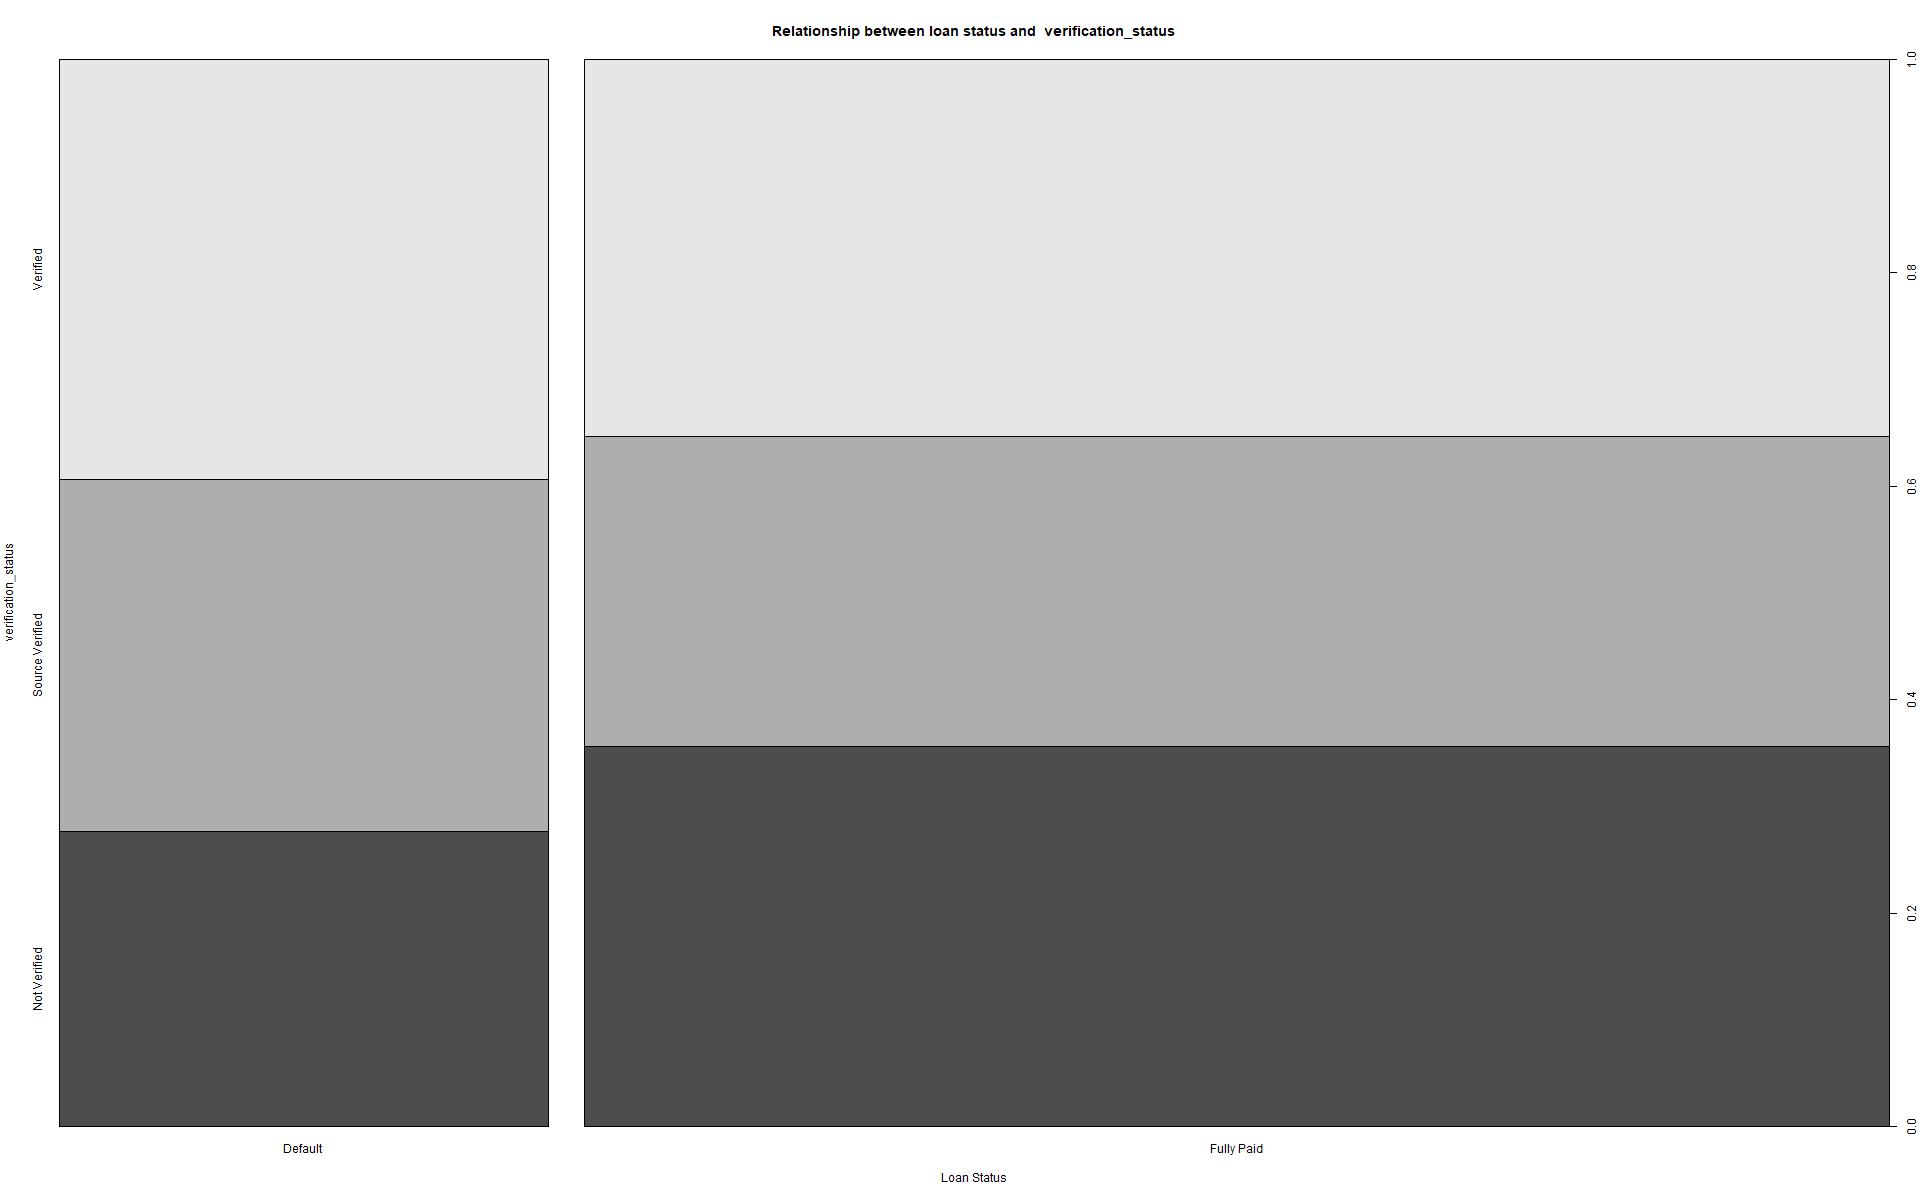 Relationship between loan status and  verification_status
verification_status
Verified
Source Verified
Not Verified
1.0
0.8
0.6
0.4
0.2
0.0
Default
Fully Paid
Loan Status